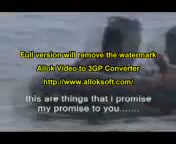 Full version will remove the watermark
Allok Video to 3GP Converter
http://www.alloksoft.com/
this are things that I promise
my promise to you.......